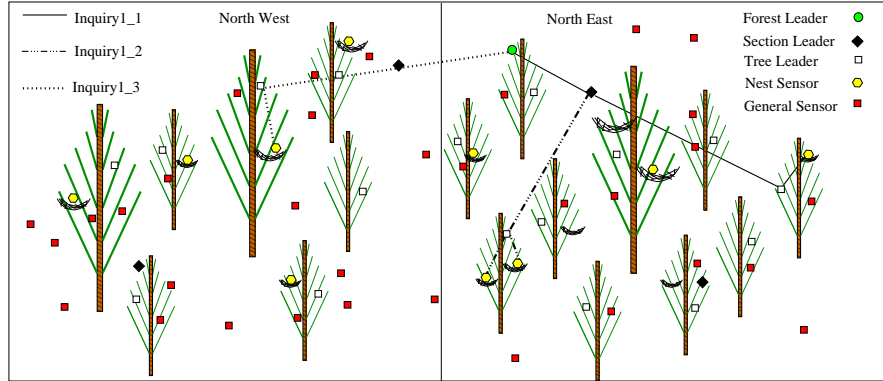 Inquiry1_1
Inquiry1_2
Inquiry1_3
North West
North East
Forest Leader
Section Leader
Tree Leader
Nest Sensor
General Sensor